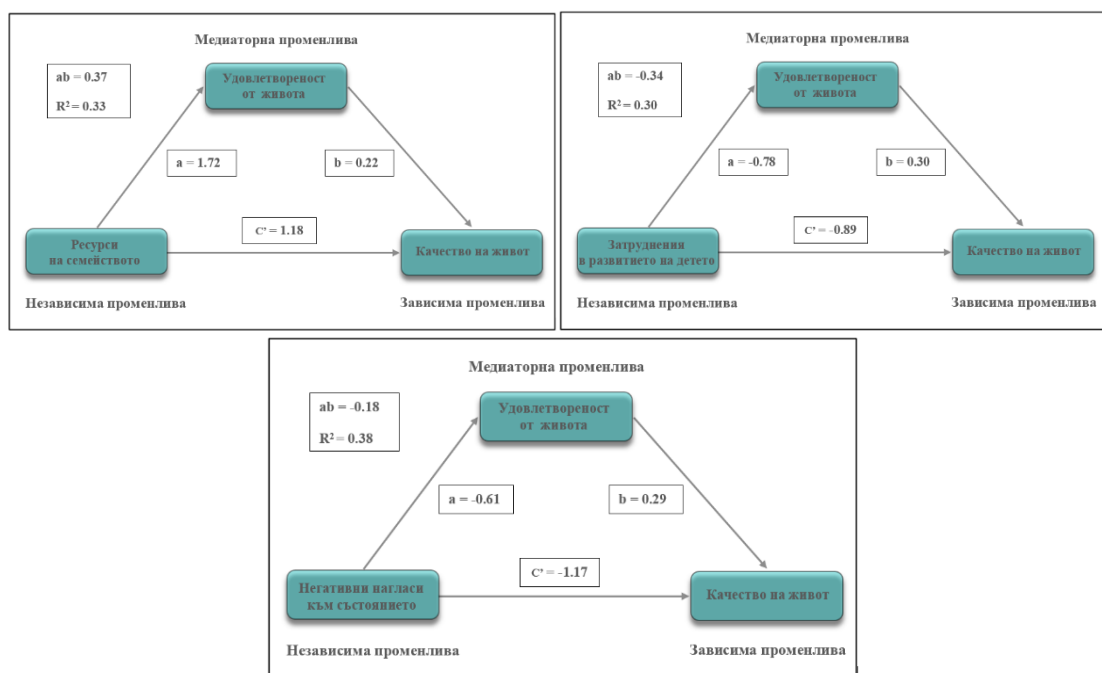 Медиаторна променлива
ab = 0.37
R² = 0.33
Удовлетвореност
от живота
a = 1.72
b = 0.22
C’ = 1.18
Ресурси
на семейството
Качество на живот
Независима променлива
Зависима променлива
Медиаторна променлива
ab = -0.34
R² = 0.30
Удовлетвореност
от живота
a = -0.78
b = 0.30
C’ = -0.89
Затруднения
в развитието на детето
Качество на живот
Независима променлива
Зависима променлива
Медиаторна променлива
ab = -0.18
R² = 0.38
Удовлетвореност
от живота
a = -0.61
b = 0.29
C’ = -1.17
Негативни нагласи
към състоянието
Качество на живот
Независима променлива
Зависима променлива